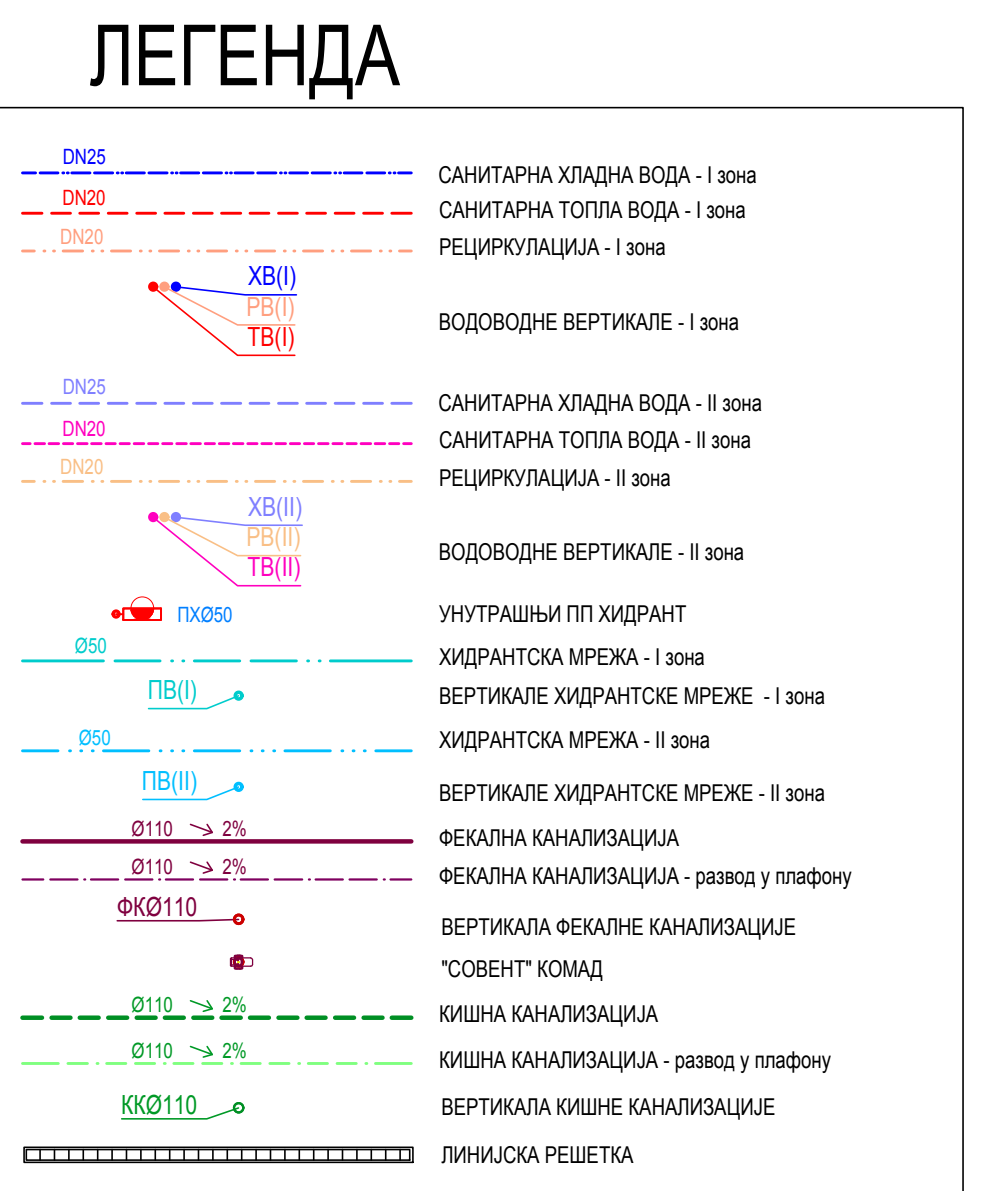 ЛЕГЕНДА
DN25
САНИТАРНА ХЛАДНА ВОДА - I зона
DN20
САНИТАРНА ТОПЛА ВОДА - I зона
DN20
РЕЦИРКУЛАЦИЈА - I зона
ХВ(I)
РВ(I)
ТВ(I)
ВОДОВОДНЕ ВЕРТИКАЛЕ - I зона
DN25
САНИТАРНА ХЛАДНА ВОДА - II зона
DN20
САНИТАРНА ТОПЛА ВОДА - II зона
DN20
РЕЦИРКУЛАЦИЈА - II зона
ХВ(II)
РВ(II)
ТВ(II)
ВОДОВОДНЕ ВЕРТИКАЛЕ - II зона
ПХØ50 УНУТРАШЊИ ПП ХИДРАНТ
Ø50
ХИДРАНТСКА МРЕЖА - I зона
ПВ(I) ВЕРТИКАЛЕ ХИДРАНТСКЕ МРЕЖЕ - I зона
Ø50 ХИДРАНТСКА МРЕЖА - II зона
ПВ(II) ВЕРТИКАЛЕ ХИДРАНТСКЕ МРЕЖЕ - II зона
Ø110 ↘ 2% ФЕКАЛНА КАНАЛИЗАЦИЈА
Ø110 ↘ 2% ФЕКАЛНА КАНАЛИЗАЦИЈА - развод у плафону
ФКØ110 ВЕРТИКАЛА ФЕКАЛНЕ КАНАЛИЗАЦИЈЕ
"СОВЕНТ" КОМАД
Ø110 ↘ 2% КИШНА КАНАЛИЗАЦИЈА
Ø110 ↘ 2% КИШНА КАНАЛИЗАЦИЈА - развод у плафону
ККØ110 ВЕРТИКАЛА КИШНЕ КАНАЛИЗАЦИЈЕ
ЛИНИЈСКА РЕШЕТКА